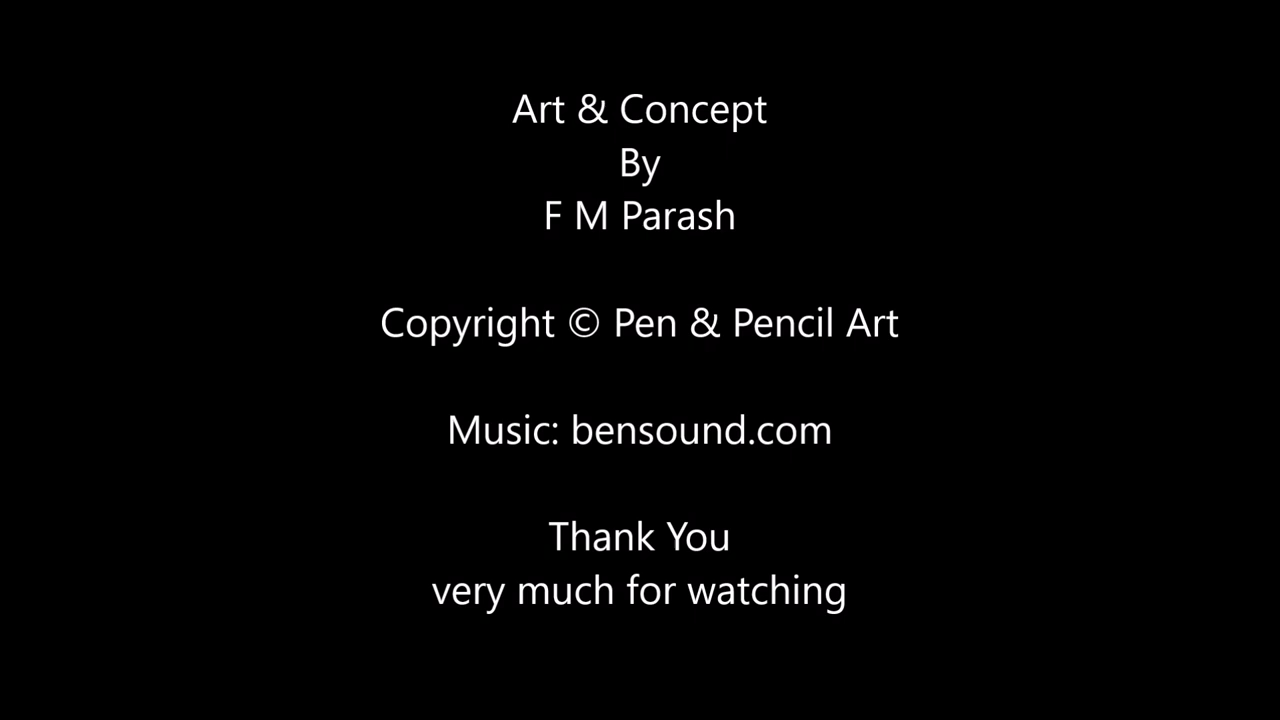 Art & Concept
By
F M Parash
Copyright © Pen & Pencil Art
Music: bensound.com
Thank You
very much for watching